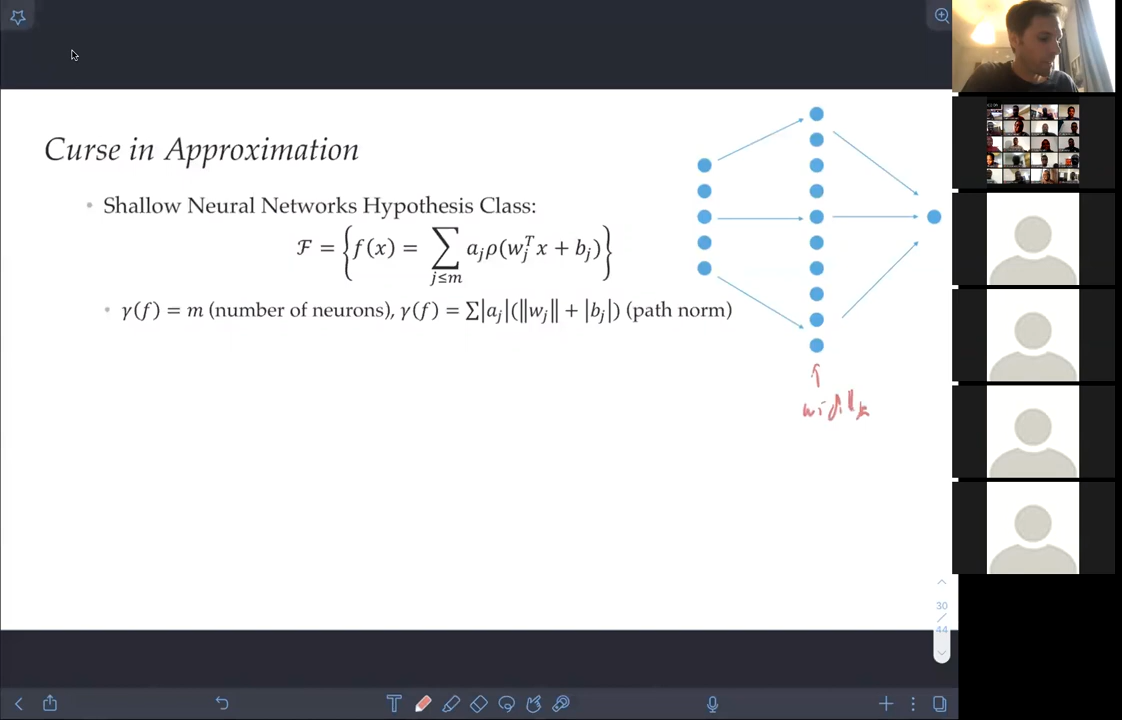 Curse in Approximation
• Shallow Neural Networks Hypothesis Class:
ℱ = {f(x) = ∑_{j≤m} a_jρ(w_j^T x + b_j)}
• γ(f) = m (number of neurons), γ(f) = Σ|a_j|(‖w_j‖ + |b_j|) (path norm)
width
30
/
44